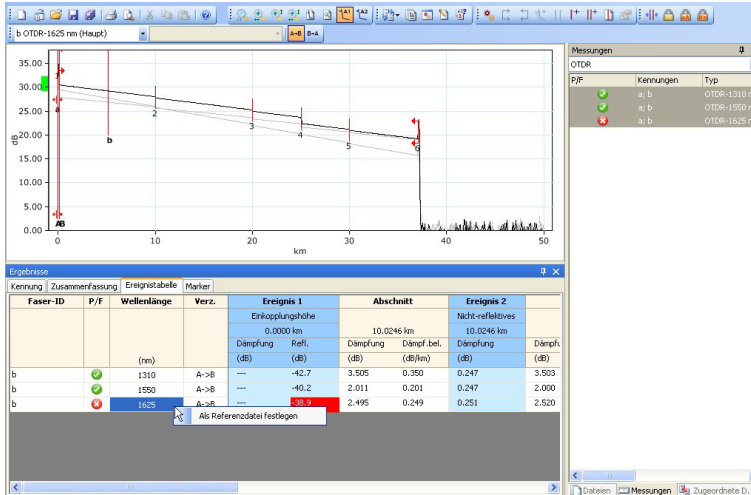 b OTDR-1625 nm (Haupt)
A→B B→A
35.00
30.00
25.00
20.00
15.00
10.00
5.00
0.00
dB
a
b
2
3
4
5
6
AB
0 10 20 30 40 50
km
Messungen
OTDR
P/F Kennungen Typ
a; b OTDR-1310 n
a; b OTDR-1550 n
a; b OTDR-1625 n
Ergebnisse
Kennung Zusammenfassung Ereignistabelle Marker
Faser-ID P/F Wellenlänge Verz. Ereignis 1 Abschnitt Ereignis 2
Einkopplungshöhe Nicht-reflektives
0.0000 km 10.0246 km 10.0246 km
Dämpfung Refl. Dämpfung Dämpf.bel. Dämpfung Dämpfu
(nm) (dB) (dB) (dB) (dB/km) (dB) (dB)
b 1310 A->B --- -42.7 3.505 0.350 0.247 3.503
b 1550 A->B --- -40.2 2.011 0.201 0.247 2.000
b 1625 A->B --- -38.9 2.495 0.249 0.251 2.520
Als Referenzdatei festlegen
Dateien Messungen Zugeordnete D.